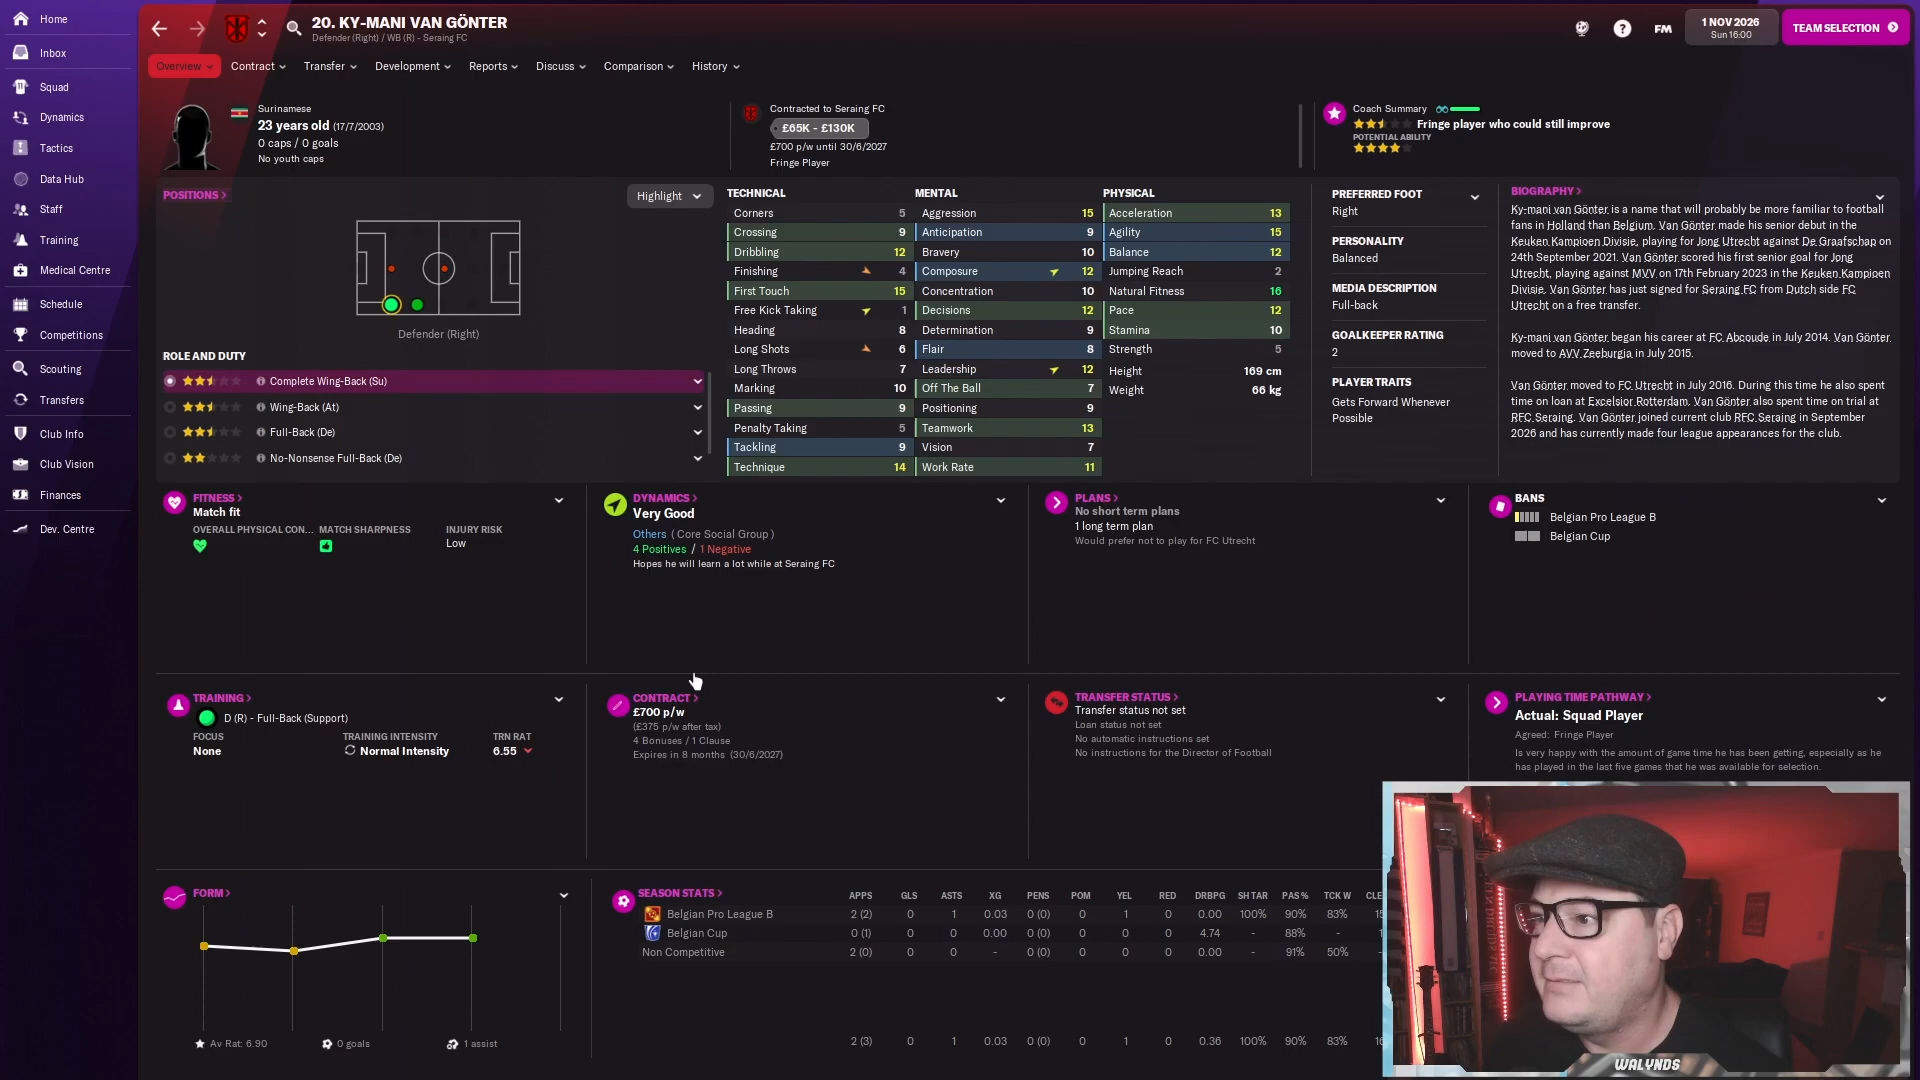 Home
Inbox
Squad
Dynamics
Tactics
Data Hub
Staff
Training
Medical Centre
Schedule
Competitions
Scouting
Transfers
Club Info
Club Vision
Finances
Dev. Centre
20. KY-MANI VAN GÖNTER
Defender (Right) / WB (R) - Seraing FC
FM
1 NOV 2026
Sun 16:00
TEAM SELECTION
Overview
Contract
Transfer
Development
Reports
Discuss
Comparison
History
Surinamese
23 years old (17/7/2003)
0 caps / 0 goals
No youth caps
Contracted to Seraing FC
£65K - £130K
£700 p/w until 30/6/2027
Fringe Player
Coach Summary
Fringe player who could still improve
POTENTIAL ABILITY
POSITIONS >
Highlight
Defender (Right)
ROLE AND DUTY
Complete Wing-Back (Su)
Wing-Back (At)
Full-Back (De)
No-Nonsense Full-Back (De)
TECHNICAL
Corners 5
Crossing 9
Dribbling 12
Finishing 4
First Touch 15
Free Kick Taking 1
Heading 8
Long Shots 6
Long Throws 7
Marking 10
Passing 9
Penalty Taking 5
Tackling 9
Technique 14
MENTAL
Aggression 15
Anticipation 9
Bravery 10
Composure 12
Concentration 10
Decisions 12
Determination 9
Flair 8
Leadership 12
Off The Ball 7
Positioning 9
Teamwork 13
Vision 7
Work Rate 11
PHYSICAL
Acceleration 13
Agility 15
Balance 12
Jumping Reach 2
Natural Fitness 16
Pace 12
Stamina 10
Strength 5
Height 169 cm
Weight 66 kg
PREFERRED FOOT
Right
PERSONALITY
Balanced
MEDIA DESCRIPTION
Full-back
GOALKEEPER RATING
2
PLAYER TRAITS
Gets Forward Whenever
Possible
BIOGRAPHY >
Ky-mani van Gönter is a name that will probably be more familiar to football
fans in Holland than Belgium. Van Gönter made his senior debut in the
Keuken Kampioen Divisie, playing for Jong Utrecht against De Graafschap on
24th September 2021. Van Gönter scored his first senior goal for Jong
Utrecht, playing against MVV on 17th February 2023 in the Keuken Kampioen
Divisie. Van Gönter has just signed for Seraing FC from Dutch side FC
Utrecht on a free transfer.
Ky-mani van Gönter began his career at FC Abcoude in July 2014. Van Gönter
moved to AVV Zeeburgia in July 2015.
Van Gönter moved to FC Utrecht in July 2016. During this time he also spent
time on loan at Excelsior Rotterdam. Van Gönter also spent time on trial at
RFC Seraing. Van Gönter joined current club RFC Seraing in September
2026 and has currently made four league appearances for the club.
FITNESS >
Match fit
OVERALL PHYSICAL CON... MATCH SHARPNESS INJURY RISK
Low
DYNAMICS >
Very Good
Others ( Core Social Group )
4 Positives / 1 Negative
Hopes he will learn a lot while at Seraing FC
PLANS >
No short term plans
1 long term plan
Would prefer not to play for FC Utrecht
BANS
Belgian Pro League B
Belgian Cup
TRAINING >
D (R) - Full-Back (Support)
FOCUS TRAINING INTENSITY TRN RAT
None Normal Intensity 6.55
CONTRACT >
£700 p/w
(£375 p/w after tax)
4 Bonuses / 1 Clause
Expires in 8 months (30/6/2027)
TRANSFER STATUS >
Transfer status not set
Loan status not set
No automatic instructions set
No instructions for the Director of Football
PLAYING TIME PATHWAY >
Actual: Squad Player
Agreed: Fringe Player
Is very happy with the amount of game time he has been getting, especially as he
has played in the last five games that he was available for selection.
FORM >
Av Rat: 6.90 0 goals 1 assist
SEASON STATS > APPS GLS ASTS XG PENS POM YEL RED DRBPG SH TAR PAS % TCK W CLE
Belgian Pro League B 2 (2) 0 1 0.03 0 (0) 0 1 0 0.00 100% 90% 83%
Belgian Cup 0 (1) 0 0 0.00 0 (0) 0 0 0 4.74 - 88% -
Non Competitive 2 (0) 0 0 - 0 (0) 0 0 0 0.00 - 91% 50%
2 (3) 0 1 0.03 0 (0) 0 1 0 0.36 100% 90% 83%
WALYNDS